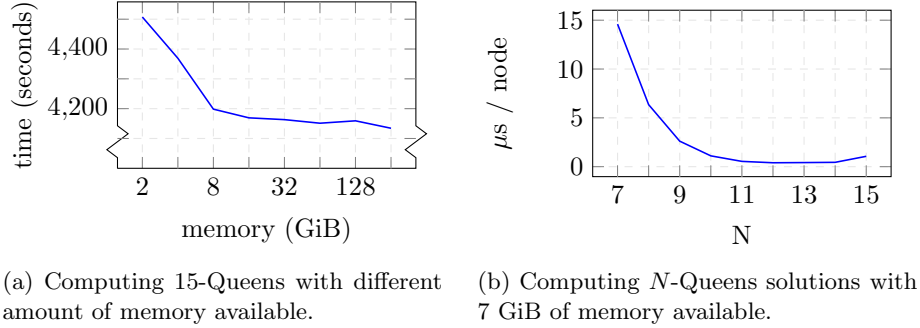 time (seconds)
4,400
4,200
2 8 32 128
memory (GiB)
(a) Computing 15-Queens with different
amount of memory available.
µs / node
15
10
5
0
7 9 11 13 15
N
(b) Computing N-Queens solutions with
7 GiB of memory available.